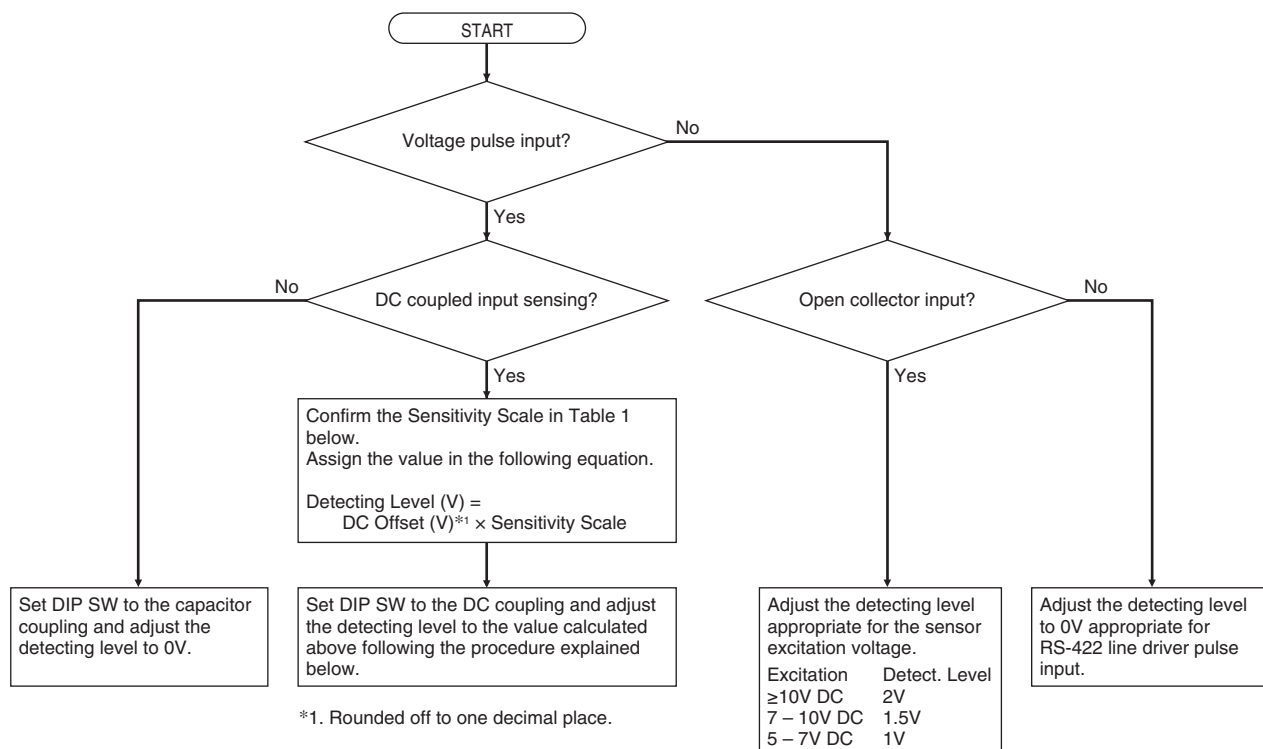 START
Voltage pulse input?
No
Yes
DC coupled input sensing?
No
Yes
Open collector input?
No
Yes
Confirm the Sensitivity Scale in Table 1
below.
Assign the value in the following equation.
Detecting Level (V) =
DC Offset (V)*1 × Sensitivity Scale
Set DIP SW to the capacitor
coupling and adjust the
detecting level to 0V.
Set DIP SW to the DC coupling and adjust
the detecting level to the value calculated
above following the procedure explained
below.
*1. Rounded off to one decimal place.
Adjust the detecting level
appropriate for the sensor
excitation voltage.
Excitation Detect. Level
≥10V DC 2V
7 – 10V DC 1.5V
5 – 7V DC 1V
Adjust the detecting level
to 0V appropriate for
RS-422 line driver pulse
input.